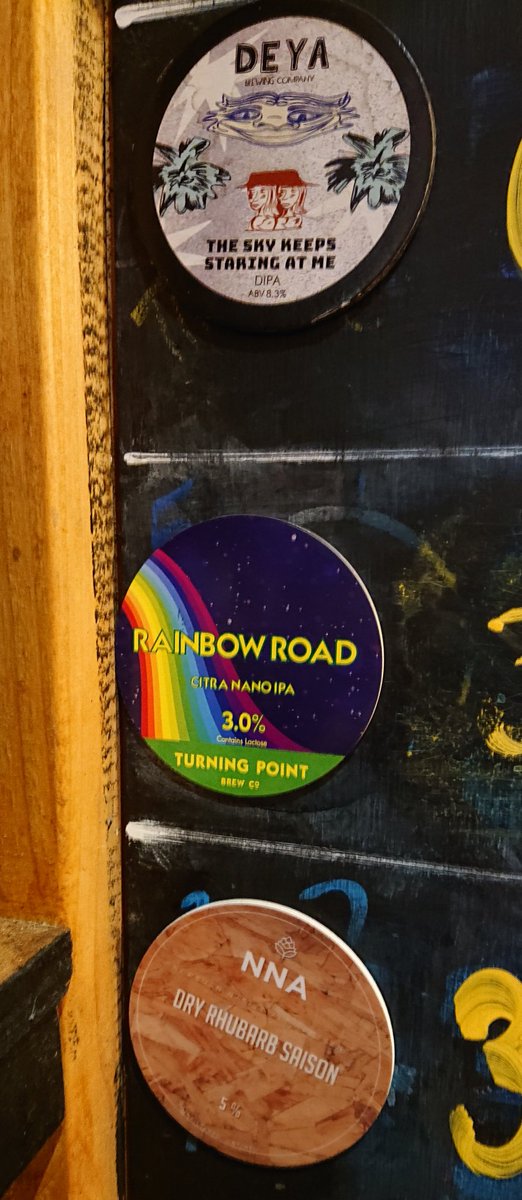 DEYA
BREWING COMPANY
THE SKY KEEPS
STARING AT ME
DIPA
ABV 8.3%
RAINBOW ROAD
CITRA NANO IPA
3.0%
Contains Lactose
TURNING POINT
BREW CO
NNA
DRY RHUBARB SAISON
5%
3